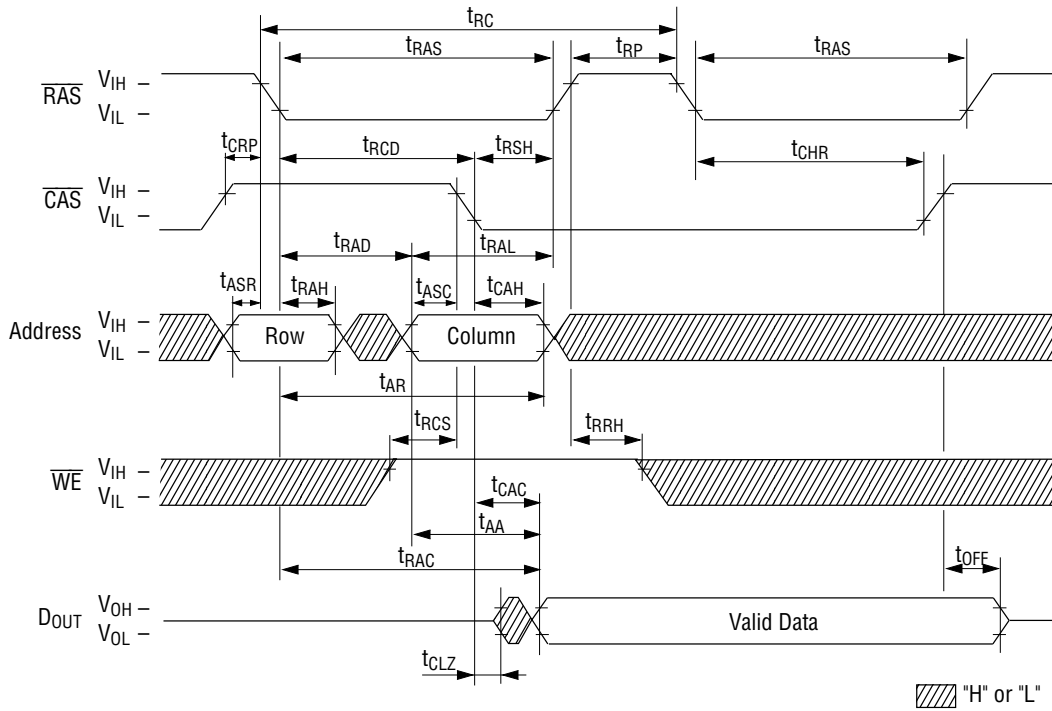 tRC
tRAS tRP tRAS
RAS VIH
VIL
tCRP tRCD tRSH tCHR
CAS VIH
VIL
tRAD tRAL
tASR tRAH tASC tCAH
Address VIH
VIL
Row Column
tAR
tRCS tRRH
WE VIH
VIL
tCAC
tAA
tRAC tOFF
DOUT VOH
VOL
Valid Data
tCLZ
"H" or "L"